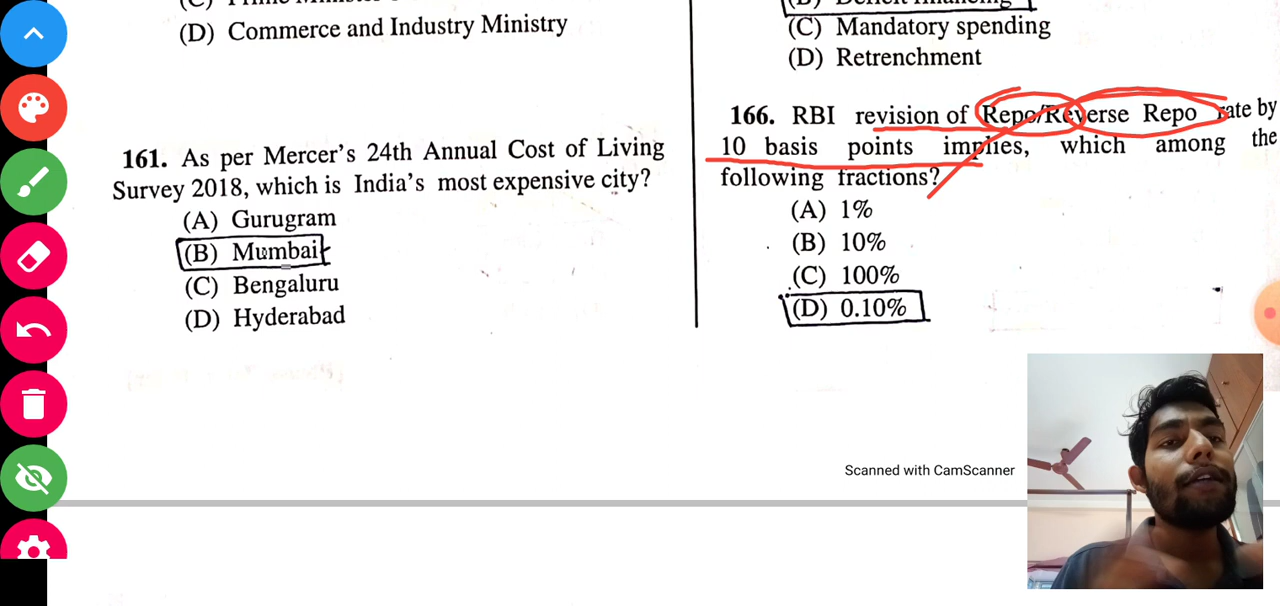 (D) Commerce and Industry Ministry
161. As per Mercer's 24th Annual Cost of Living
Survey 2018, which is India's most expensive city?
(A) Gurugram
(B) Mumbai
(C) Bengaluru
(D) Hyderabad
(B) Deficit financing
(C) Mandatory spending
(D) Retrenchment
166. RBI revision of Repo/Reverse Repo rate by
10 basis points implies, which among the
following fractions?
(A) 1%
(B) 10%
(C) 100%
(D) 0.10%
Scanned with CamScanner